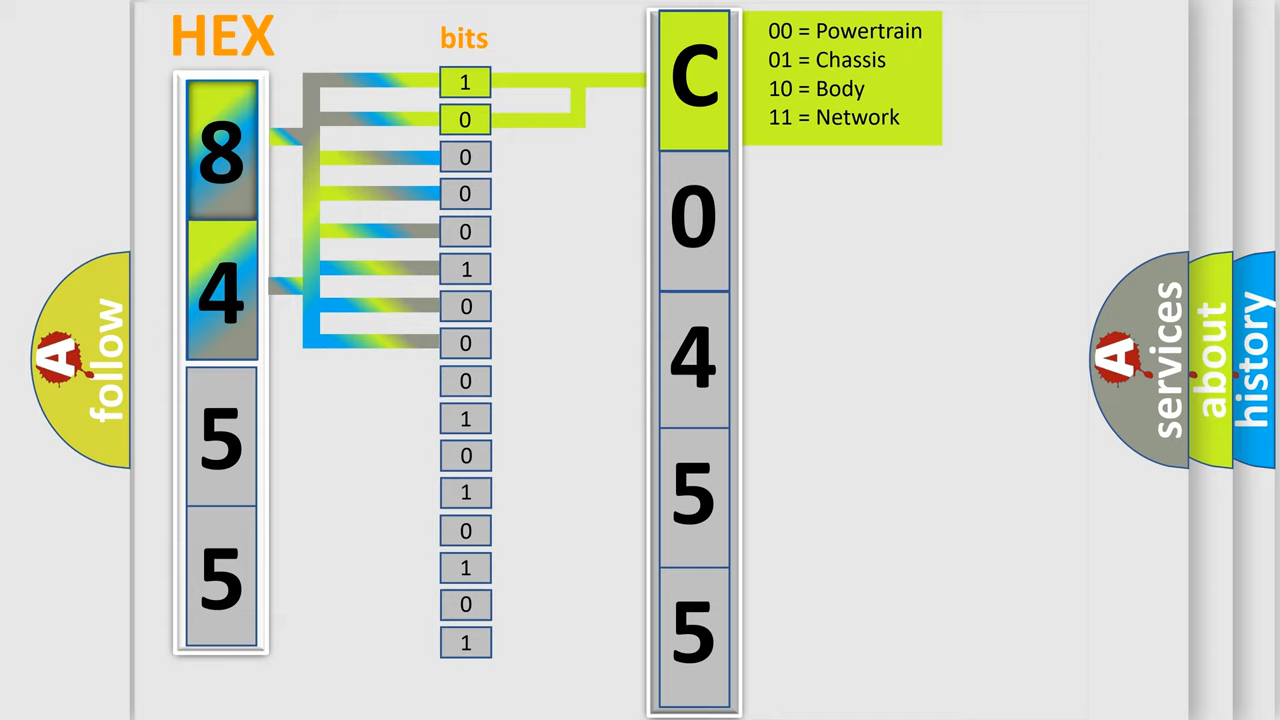 HEX
bits
8
4
5
5
1
0
0
0
0
1
0
0
0
1
0
1
0
1
0
1
C
0
4
5
5
00 = Powertrain
01 = Chassis
10 = Body
11 = Network
A
follow
A
services
about
history